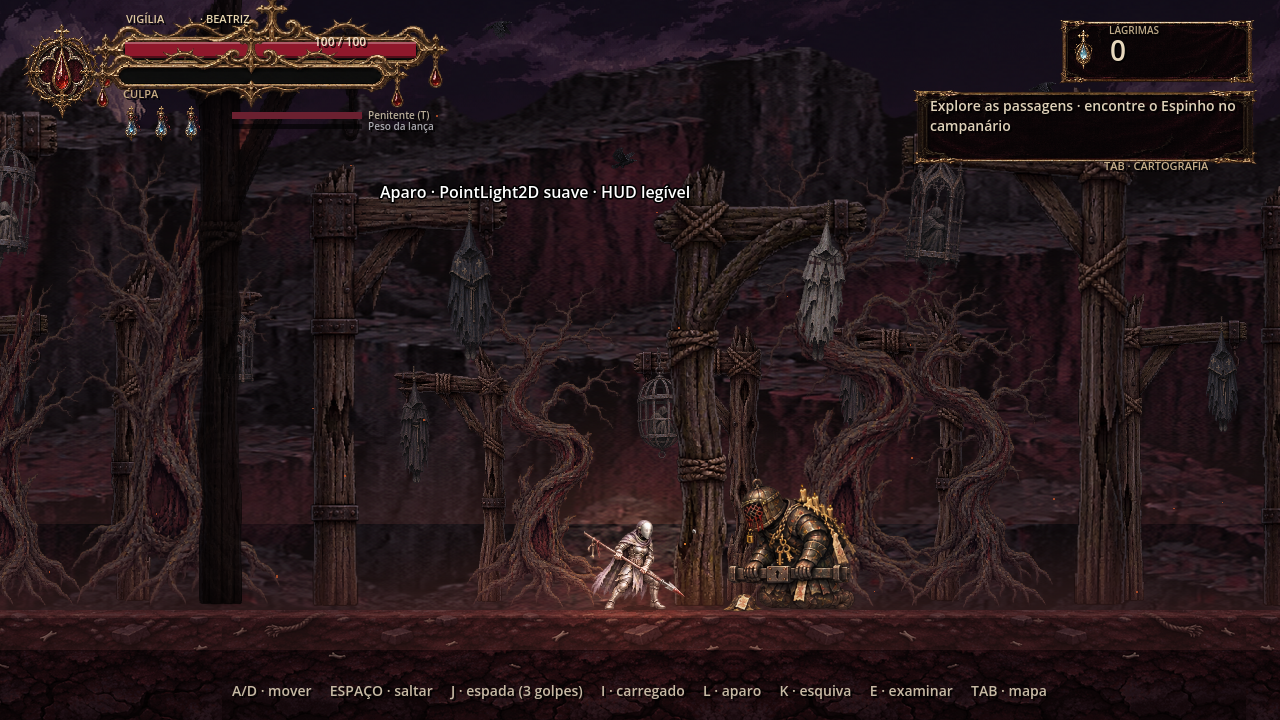 VIGÍLIA · BEATRIZ
100 / 100
CULPA
Penitente (T) ·
Peso da lança
LÁGRIMAS
0
Explore as passagens · encontre o Espinho no
campanário
TAB · CARTOGRAFIA
Aparo · PointLight2D suave · HUD legível
A/D · mover ESPAÇO · saltar J · espada (3 golpes) I · carregado L · aparo K · esquiva E · examinar TAB · mapa